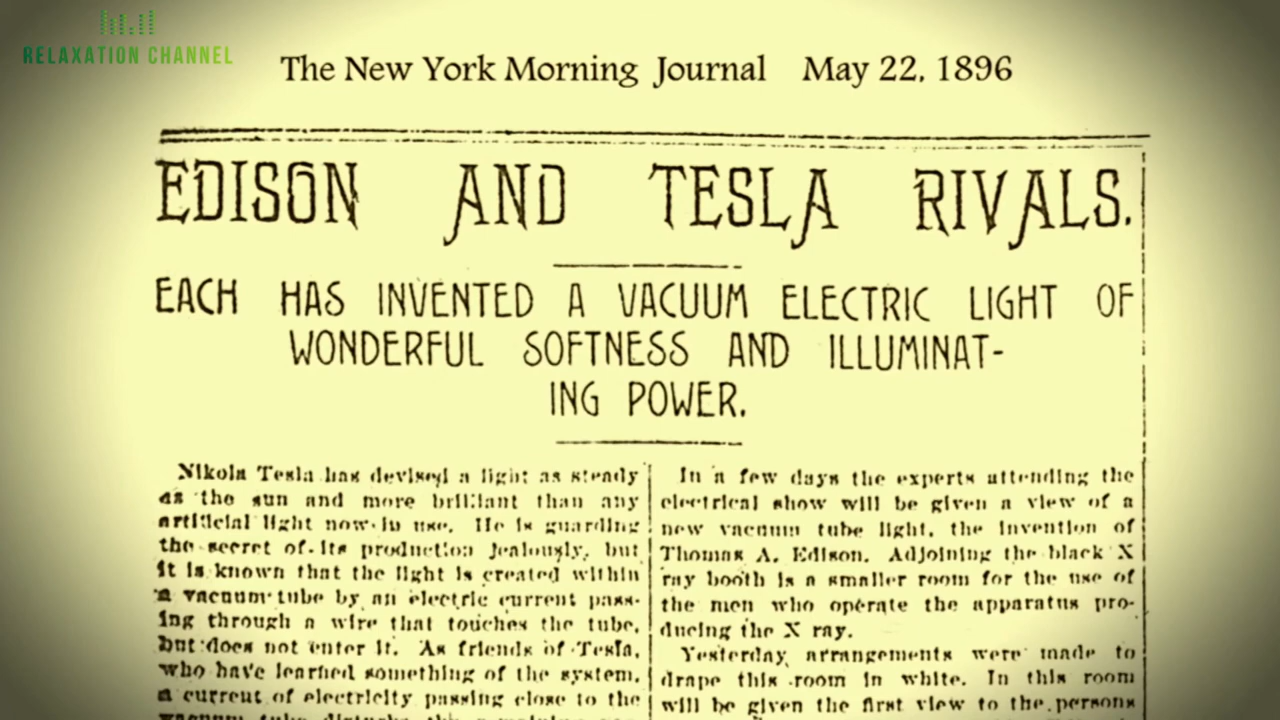 RELAXATION CHANNEL
The New York Morning Journal May 22, 1896
EDISON AND TESLA RIVALS.
EACH HAS INVENTED A VACUUM ELECTRIC LIGHT OF
WONDERFUL SOFTNESS AND ILLUMINAT-
ING POWER.
Nikola Tesla has devised a light as steady
as the sun and more brilliant than any
artificial light now in use. He is guarding
the secret of its production jealously, but
it is known that the light is created within
a vacuum tube by an electric current pass-
ing through a wire that touches the tube,
but does not enter it. As friends of Tesla,
who have learned something of the system,
a current of electricity passing close to the
vacuum tube
In a few days the experts attending the
electrical show will be given a view of a
new vacuum tube light, the invention of
Thomas A. Edison. Adjoining the black X
ray booth is a smaller room for the use of
the men who operate the apparatus pro-
ducing the X ray.
Yesterday arrangements were made to
drape this room in white. In this room
will be given the first view to the persons